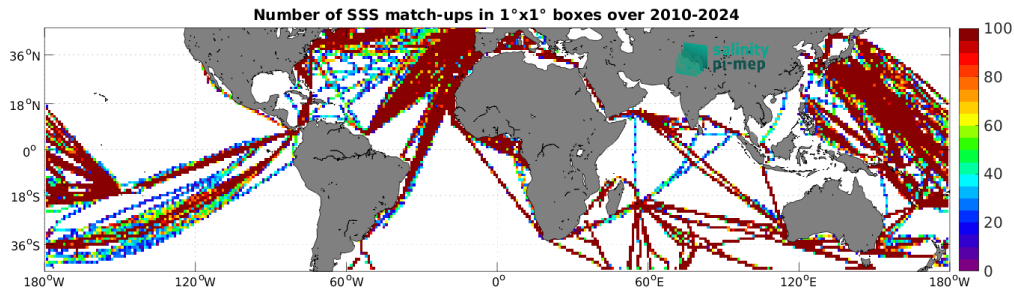 Number of SSS match-ups in 1°x1° boxes over 2010-2024
salinity
pi-mep
36°N
18°N
0°
18°S
36°S
180°W
120°W
60°W
0°
60°E
120°E
180°W
100
80
60
40
20
0